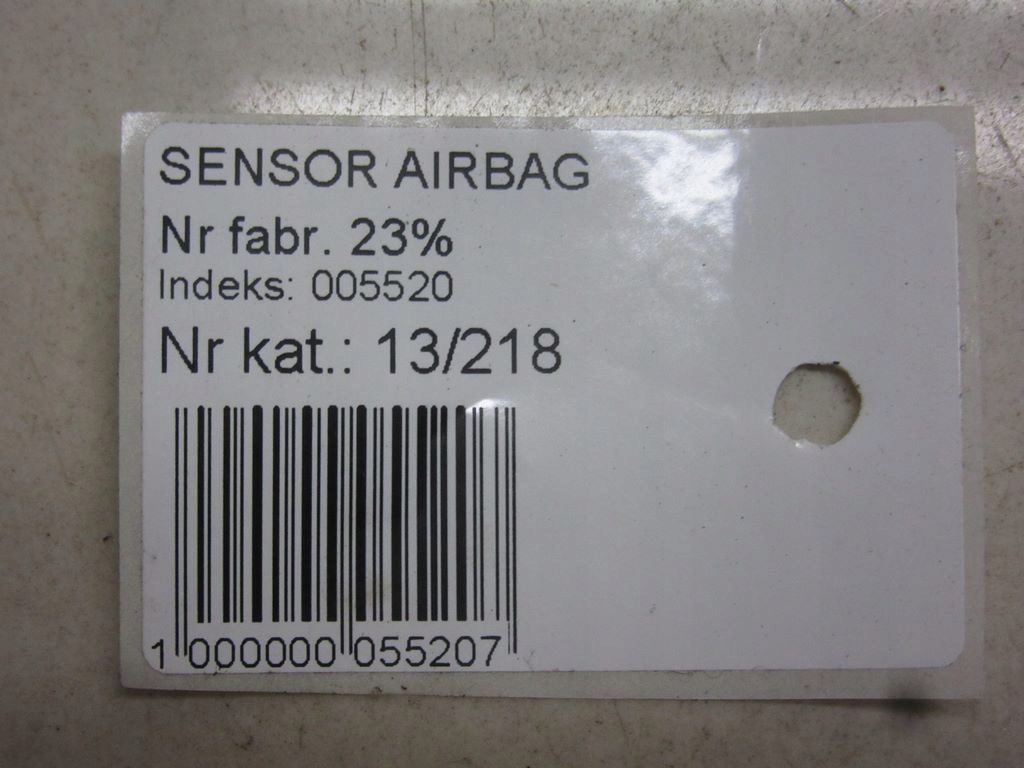 SENSOR AIRBAG
Nr fabr. 23%
Indeks: 005520
Nr kat.: 13/218
1 000000 055207